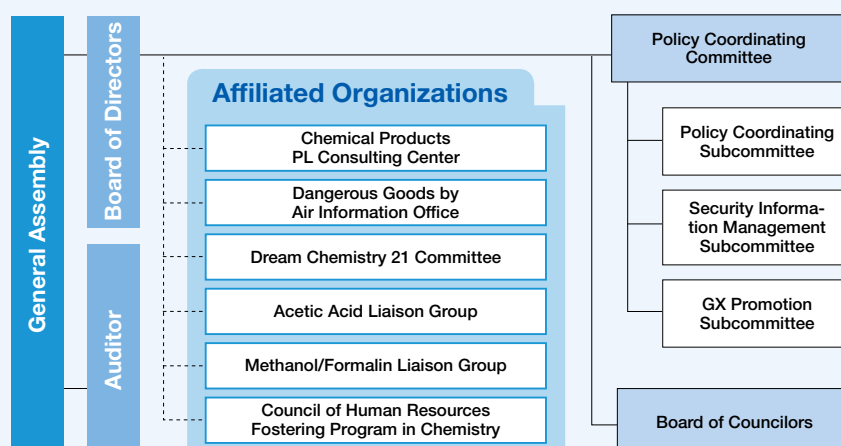 General Assembly
Board of Directors
Auditor
Affiliated Organizations
Chemical Products
PL Consulting Center
Dangerous Goods by
Air Information Office
Dream Chemistry 21 Committee
Acetic Acid Liaison Group
Methanol/Formalin Liaison Group
Council of Human Resources
Fostering Program in Chemistry
Policy Coordinating
Committee
Policy Coordinating
Subcommittee
Security Informa-
tion Management
Subcommittee
GX Promotion
Subcommittee
Board of Councilors